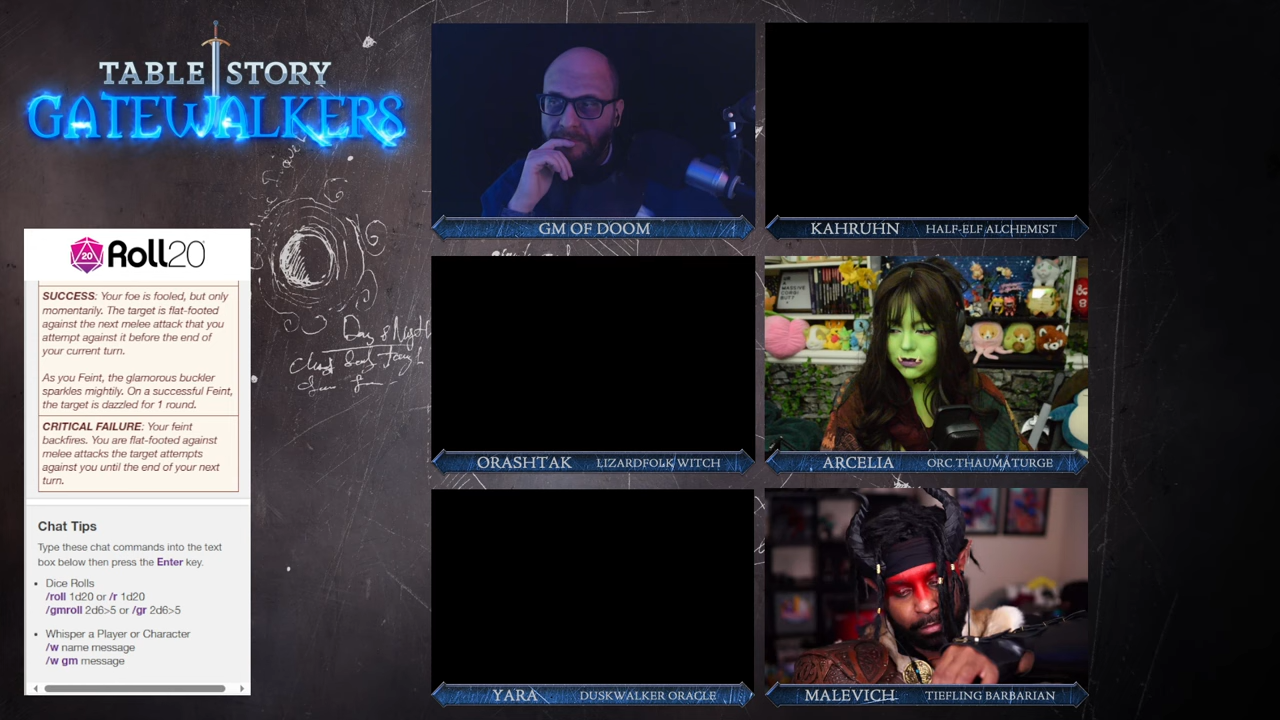 TABLE STORY
GATEWALKERS
GM OF DOOM
KAHRUHN HALF-ELF ALCHEMIST
Roll20
20
SUCCESS: Your foe is fooled, but only
momentarily. The target is flat-footed
against the next melee attack that you
attempt against it before the end of
your current turn.
As you Feint, the glamorous buckler
sparkles mightily. On a successful Feint,
the target is dazzled for 1 round.
CRITICAL FAILURE: Your feint
backfires. You are flat-footed against
melee attacks the target attempts
against you until the end of your next
turn.
Day & Night
ORASHTAK LIZARDFOLK WITCH
ARCELIA ORC THAUMATURGE
Chat Tips
Type these chat commands into the text
box below then press the Enter key.
• Dice Rolls
/roll 1d20 or /r 1d20
/gmroll 2d6>5 or /gr 2d6>5
• Whisper a Player or Character
/w name message
/w gm message
YARA DUSKWALKER ORACLE
MALEVICH TIEFLING BARBARIAN